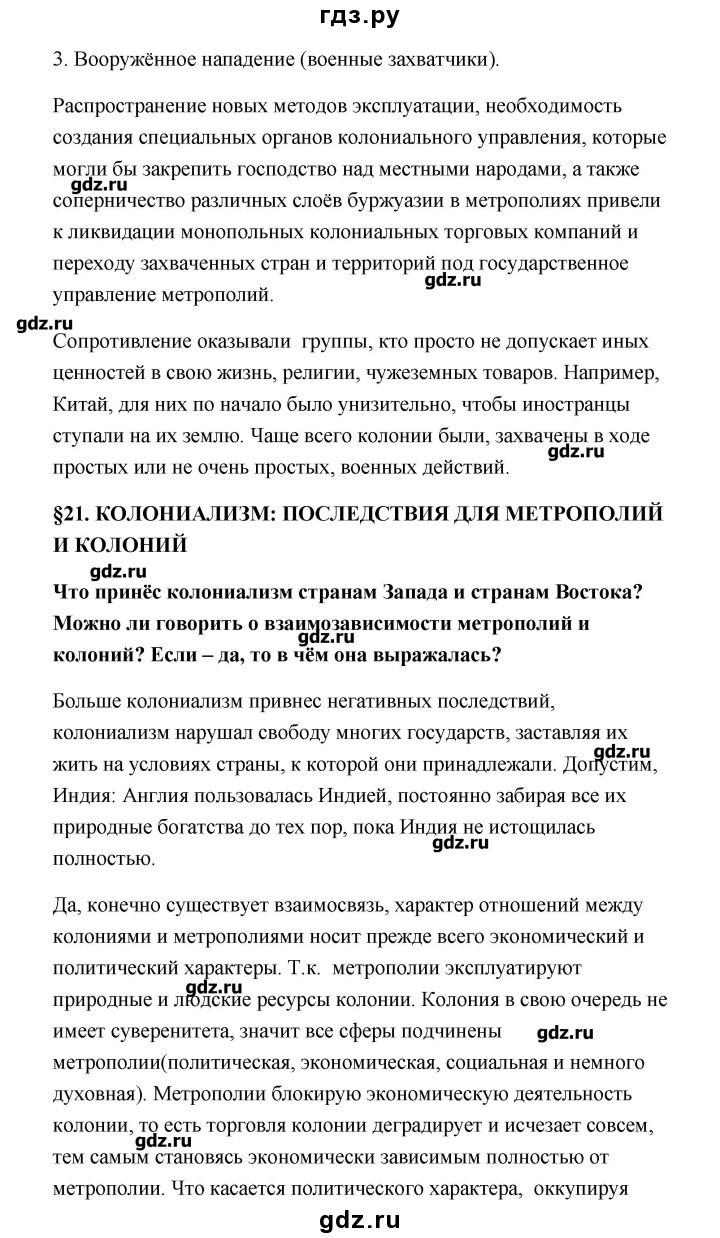 гдз.ру
3. Вооружённое нападение (военные захватчики).
Распространение новых методов эксплуатации, необходимость
создания специальных органов колониального управления, которые
могли бы закрепить господство над местными народами, а также
gdz.ru
соперничество различных слоёв буржуазии в метрополиях привели
к ликвидации монопольных колониальных торговых компаний и
переходу захваченных стран и территорий под государственное
gdz.ru
управление метрополий.
gdz.ru
Сопротивление оказывали  группы, кто просто не допускает иных
ценностей в свою жизнь, религии, чужеземных товаров. Например,
Китай, для них по начало было унизительно, чтобы иностранцы
ступали на их землю. Чаще всего колонии были, захвачены в ходе
gdz.ru
простых или не очень простых, военных действий.
§21. КОЛОНИАЛИЗМ: ПОСЛЕДСТВИЯ ДЛЯ МЕТРОПОЛИЙ
И КОЛОНИЙ
gdz.ru
Что принёс колониализм странам Запада и странам Востока?
Можно ли говорить о взаимозависимости метрополий и
gdz.ru
колоний? Если – да, то в чём она выражалась?
Больше колониализм привнес негативных последствий,
колониализм нарушал свободу многих государств, заставляя их
gdz.ru
жить на условиях страны, к которой они принадлежали. Допустим,
Индия: Англия пользовалась Индией, постоянно забирая все их
природные богатства до тех пор, пока Индия не истощилась
gdz.ru
полностью.
Да, конечно существует взаимосвязь, характер отношений между
колониями и метрополиями носит прежде всего экономический и
политический характеры. Т.к.  метрополии эксплуатируют
gdz.ru
природные и людские ресурсы колонии. Колония в свою очередь не
имеет суверенитета, значит все сферы подчинены
gdz.ru
метрополии(политическая, экономическая, социальная и немного
духовная). Метрополии блокирую экономическую деятельность
колонии, то есть торговля колонии деградирует и исчезает совсем,
gdz.ru
тем самым становясь экономически зависимым полностью от
метрополии. Что касается политического характера,  оккупируя
gdz.ru